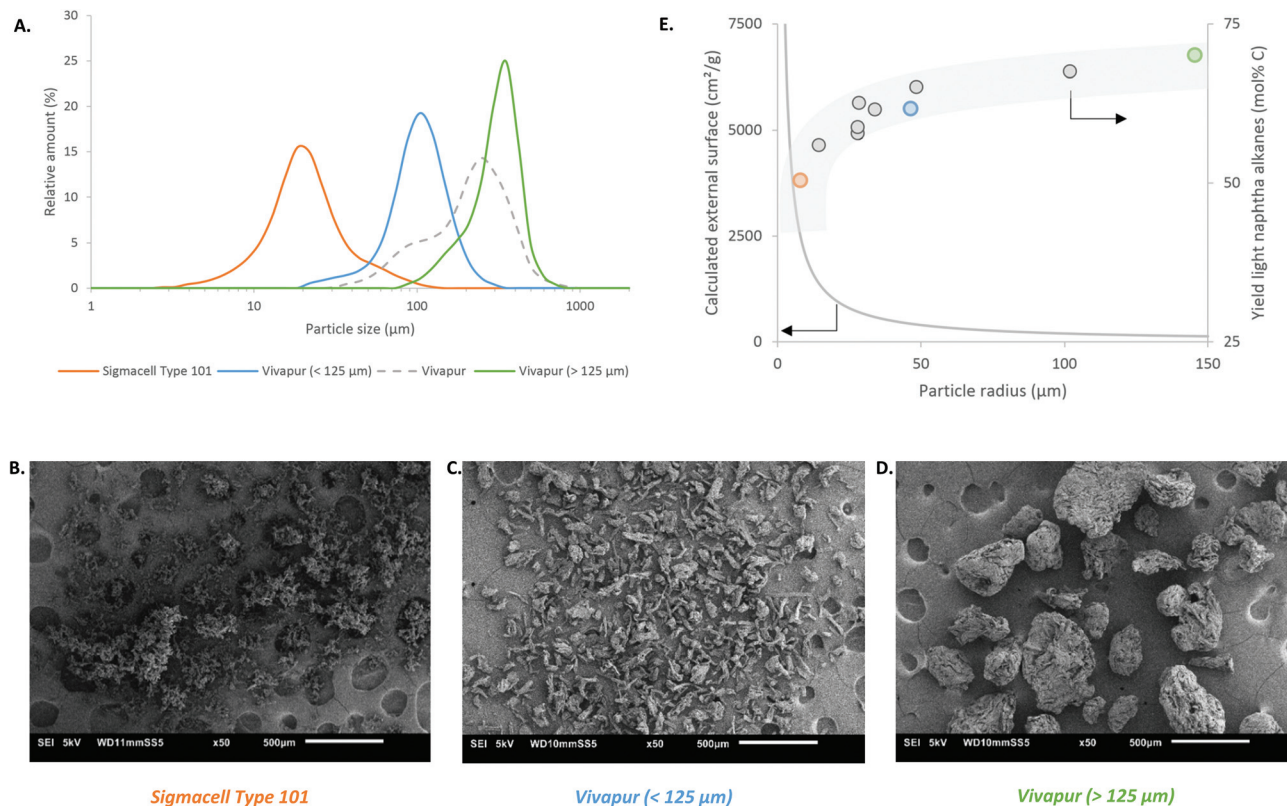 A.
30
25
20
15
10
5
0
Relative amount (%)
1
10
100
1000
Particle size (µm)
Sigmacell Type 101
Vivapur (< 125 µm)
Vivapur
Vivapur (> 125 µm)
E.
7500
5000
2500
0
Calculated external surface (cm²/g)
75
50
25
Yield light naphtha alkanes (mol% C)
0
50
100
150
Particle radius (µm)
B.
SEI 5kV WD11mmSS5 x50 500µm
Sigmacell Type 101
C.
SEI 5kV WD10mmSS5 x50 500µm
Vivapur (< 125 µm)
D.
SEI 5kV WD10mmSS5 x50 500µm
Vivapur (> 125 µm)